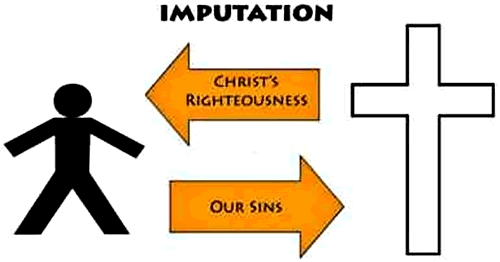 IMPUTATION
CHRIST'S
RIGHTEOUSNESS
OUR SINS